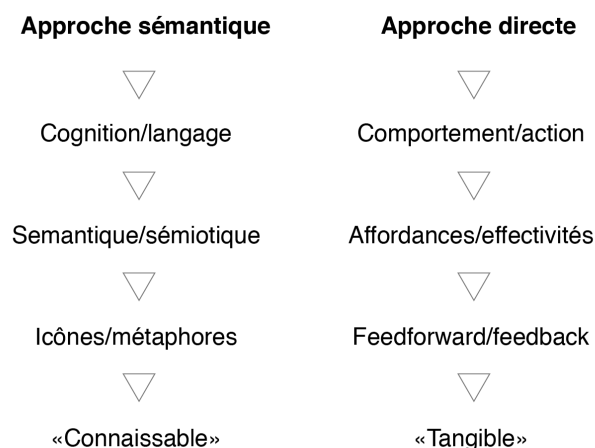 Approche sémantique
Cognition/langage
Semantique/sémiotique
Icônes/métaphores
«Connaissable»
Approche directe
Comportement/action
Affordances/effectivités
Feedforward/feedback
«Tangible»